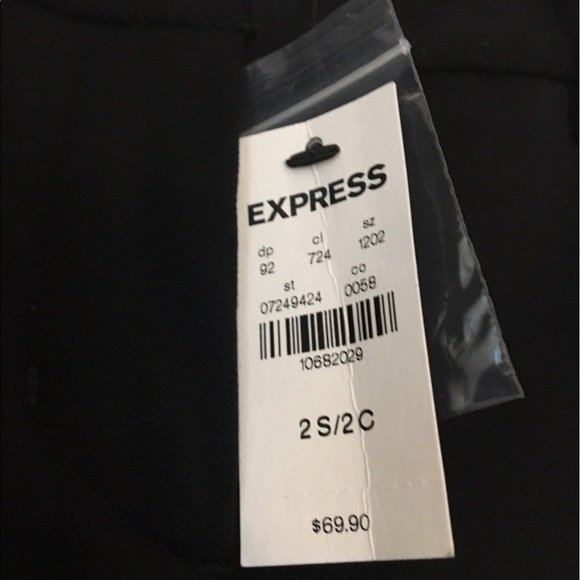 EXPRESS
dp cl sz
92 724 1202
st co
07249424 0058
10682029
2 S/2 C
$69.90